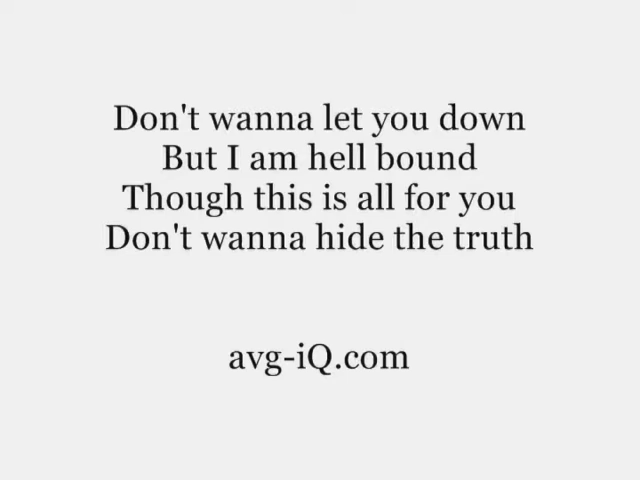 Don't wanna let you down
But I am hell bound
Though this is all for you
Don't wanna hide the truth
avg-iQ.com